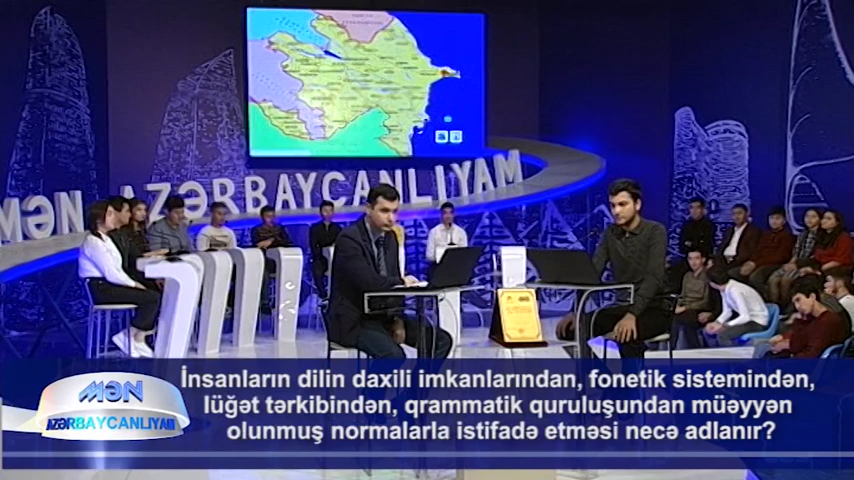 MƏN AZƏRBAYCANLIYAM
MƏN
AZƏRBAYCANLIYAM
İnsanların dilin daxili imkanlarından, fonetik sistemindən,
lüğət tərkibindən, qrammatik quruluşundan müəyyən
olunmuş normalarla istifadə etməsi necə adlanır?